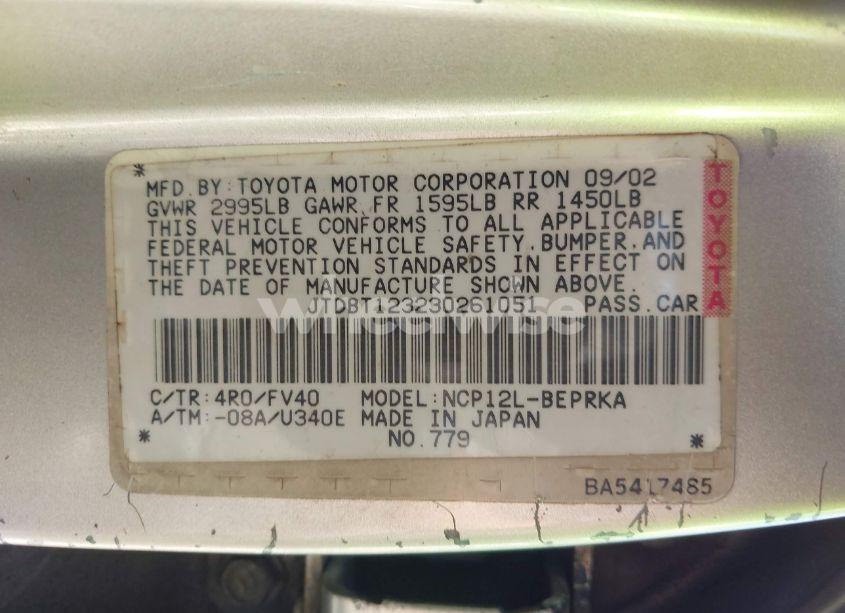 *
MFD. BY: TOYOTA MOTOR CORPORATION 09/02
GVWR 2995LB GAWR FR 1595LB RR 1450LB
THIS VEHICLE CONFORMS TO ALL APPLICABLE
FEDERAL MOTOR VEHICLE SAFETY, BUMPER, AND
THEFT PREVENTION STANDARDS IN EFFECT ON
THE DATE OF MANUFACTURE SHOWN ABOVE.
JTDBT123230261051 PASS. CAR
TOYOTA
wheelwise
C/TR: 4R0/FV40 MODEL: NCP12L-BEPRKA
A/TM: -08A/U340E MADE IN JAPAN
* NO. 779 *
BA5417485